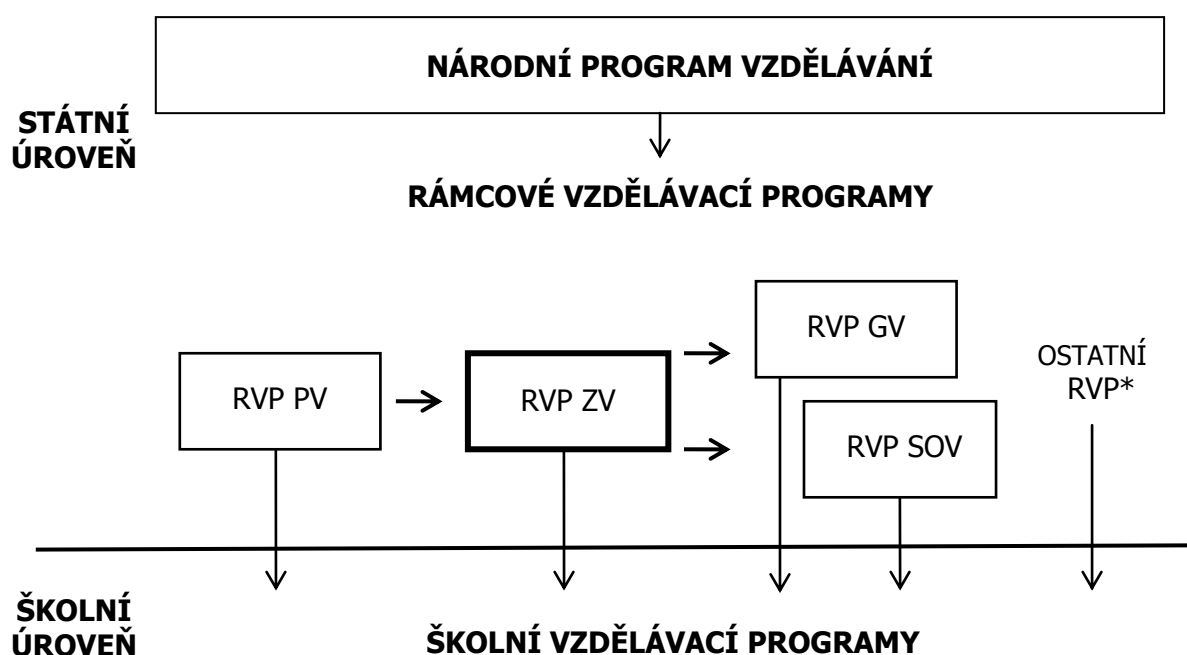 NÁRODNÍ PROGRAM VZDĚLÁVÁNÍ
STÁTNÍ
ÚROVEŇ
RÁMCOVÉ VZDĚLÁVACÍ PROGRAMY
RVP GV
OSTATNÍ
RVP*
RVP PV
RVP ZV
RVP SOV
ŠKOLNÍ
ÚROVEŇ
ŠKOLNÍ VZDĚLÁVACÍ PROGRAMY